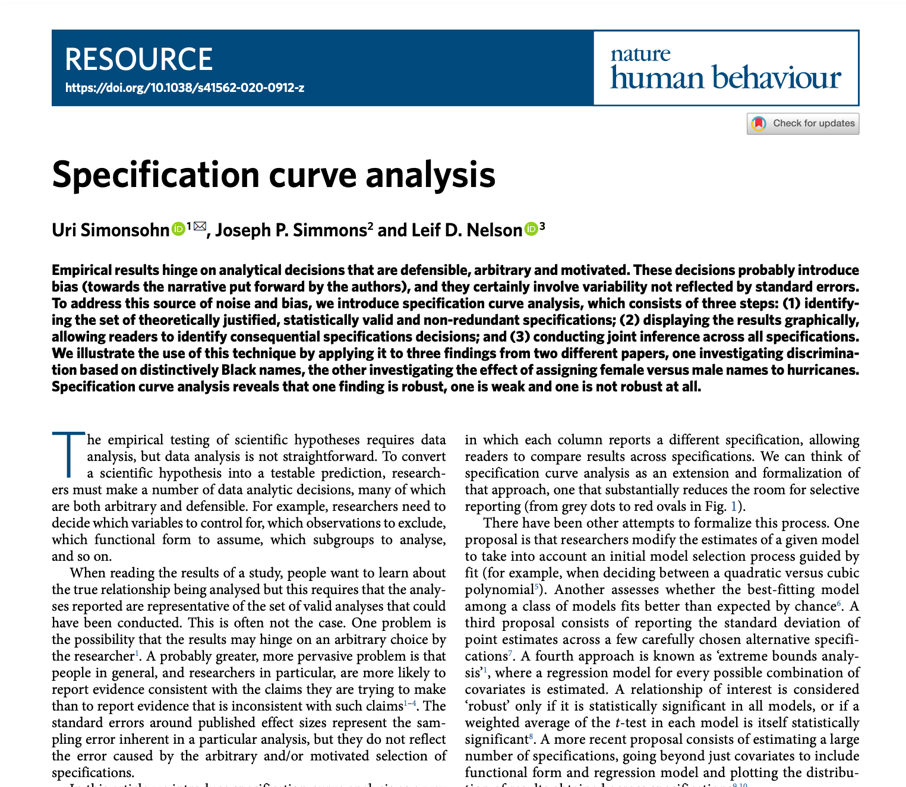 RESOURCE
https://doi.org/10.1038/s41562-020-0912-z
nature
human behaviour
Check for updates
Specification curve analysis
Uri Simonsohn iD 1✉, Joseph P. Simmons2 and Leif D. Nelson iD 3
Empirical results hinge on analytical decisions that are defensible, arbitrary and motivated. These decisions probably introduce
bias (towards the narrative put forward by the authors), and they certainly involve variability not reflected by standard errors.
To address this source of noise and bias, we introduce specification curve analysis, which consists of three steps: (1) identify-
ing the set of theoretically justified, statistically valid and non-redundant specifications; (2) displaying the results graphically,
allowing readers to identify consequential specifications decisions; and (3) conducting joint inference across all specifications.
We illustrate the use of this technique by applying it to three findings from two different papers, one investigating discrimina-
tion based on distinctively Black names, the other investigating the effect of assigning female versus male names to hurricanes.
Specification curve analysis reveals that one finding is robust, one is weak and one is not robust at all.
The empirical testing of scientific hypotheses requires data
analysis, but data analysis is not straightforward. To convert
a scientific hypothesis into a testable prediction, research-
ers must make a number of data analytic decisions, many of which
are both arbitrary and defensible. For example, researchers need to
decide which variables to control for, which observations to exclude,
which functional form to assume, which subgroups to analyse,
and so on.
When reading the results of a study, people want to learn about
the true relationship being analysed but this requires that the analy-
ses reported are representative of the set of valid analyses that could
have been conducted. This is often not the case. One problem is
the possibility that the results may hinge on an arbitrary choice by
the researcher1. A probably greater, more pervasive problem is that
people in general, and researchers in particular, are more likely to
report evidence consistent with the claims they are trying to make
than to report evidence that is inconsistent with such claims1–4. The
standard errors around published effect sizes represent the sam-
pling error inherent in a particular analysis, but they do not reflect
the error caused by the arbitrary and/or motivated selection of
specifications.
in which each column reports a different specification, allowing
readers to compare results across specifications. We can think of
specification curve analysis as an extension and formalization of
that approach, one that substantially reduces the room for selective
reporting (from grey dots to red ovals in Fig. 1).
There have been other attempts to formalize this process. One
proposal is that researchers modify the estimates of a given model
to take into account an initial model selection process guided by
fit (for example, when deciding between a quadratic versus cubic
polynomial5). Another assesses whether the best-fitting model
among a class of models fits better than expected by chance6. A
third proposal consists of reporting the standard deviation of
point estimates across a few carefully chosen alternative specifi-
cations7. A fourth approach is known as ‘extreme bounds analy-
sis’1, where a regression model for every possible combination of
covariates is estimated. A relationship of interest is considered
‘robust’ only if it is statistically significant in all models, or if a
weighted average of the t-test in each model is itself statistically
significant8. A more recent proposal consists of estimating a large
number of specifications, going beyond just covariates to include
functional form and regression model and plotting the distribu-